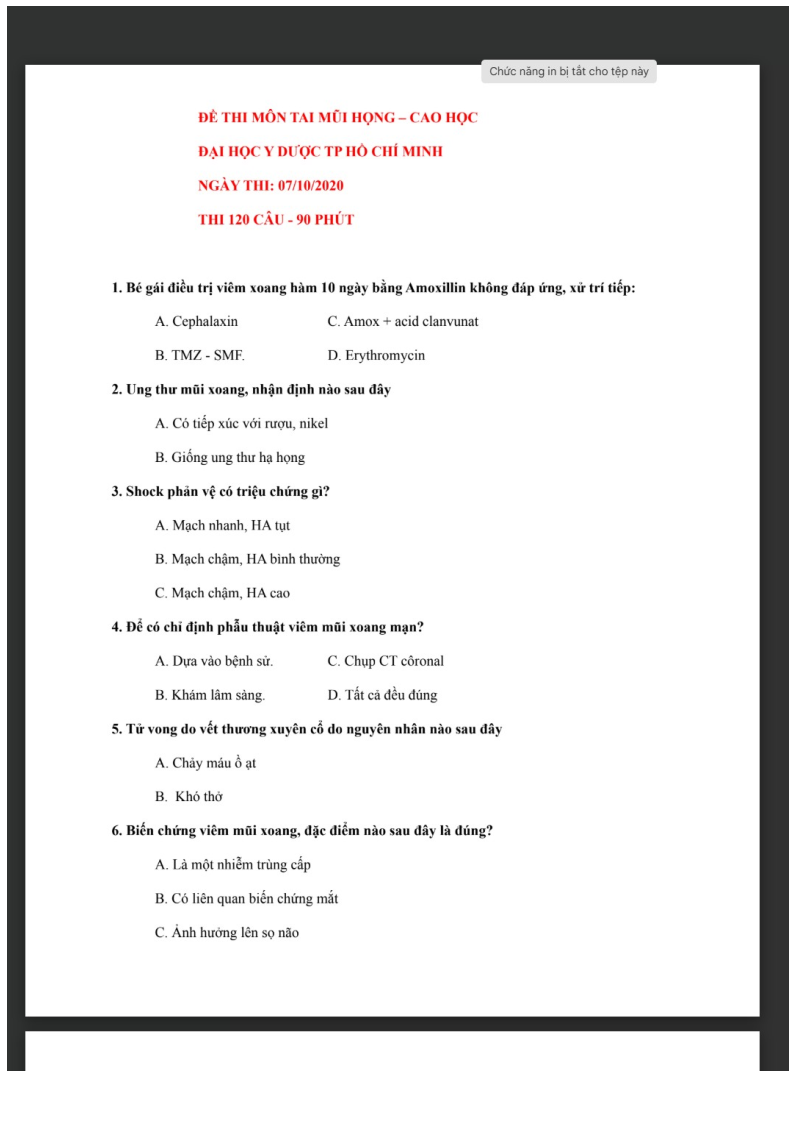 Chức năng in bị tắt cho tệp này
ĐỀ THI MÔN TAI MŨI HỌNG – CAO HỌC
ĐẠI HỌC Y DƯỢC TP HỒ CHÍ MINH
NGÀY THI: 07/10/2020
THI 120 CÂU - 90 PHÚT
1. Bé gái điều trị viêm xoang hàm 10 ngày bằng Amoxillin không đáp ứng, xử trí tiếp:
A. Cephalaxin C. Amox + acid clanvunat
B. TMZ - SMF. D. Erythromycin
2. Ung thư mũi xoang, nhận định nào sau đây
A. Có tiếp xúc với rượu, nikel
B. Giống ung thư hạ họng
3. Shock phản vệ có triệu chứng gì?
A. Mạch nhanh, HA tụt
B. Mạch chậm, HA bình thường
C. Mạch chậm, HA cao
4. Để có chỉ định phẫu thuật viêm mũi xoang mạn?
A. Dựa vào bệnh sử. C. Chụp CT côronal
B. Khám lâm sàng. D. Tất cả đều đúng
5. Tử vong do vết thương xuyên cổ do nguyên nhân nào sau đây
A. Chảy máu ồ ạt
B. Khó thở
6. Biến chứng viêm mũi xoang, đặc điểm nào sau đây là đúng?
A. Là một nhiễm trùng cấp
B. Có liên quan biến chứng mắt
C. Ảnh hưởng lên sọ não